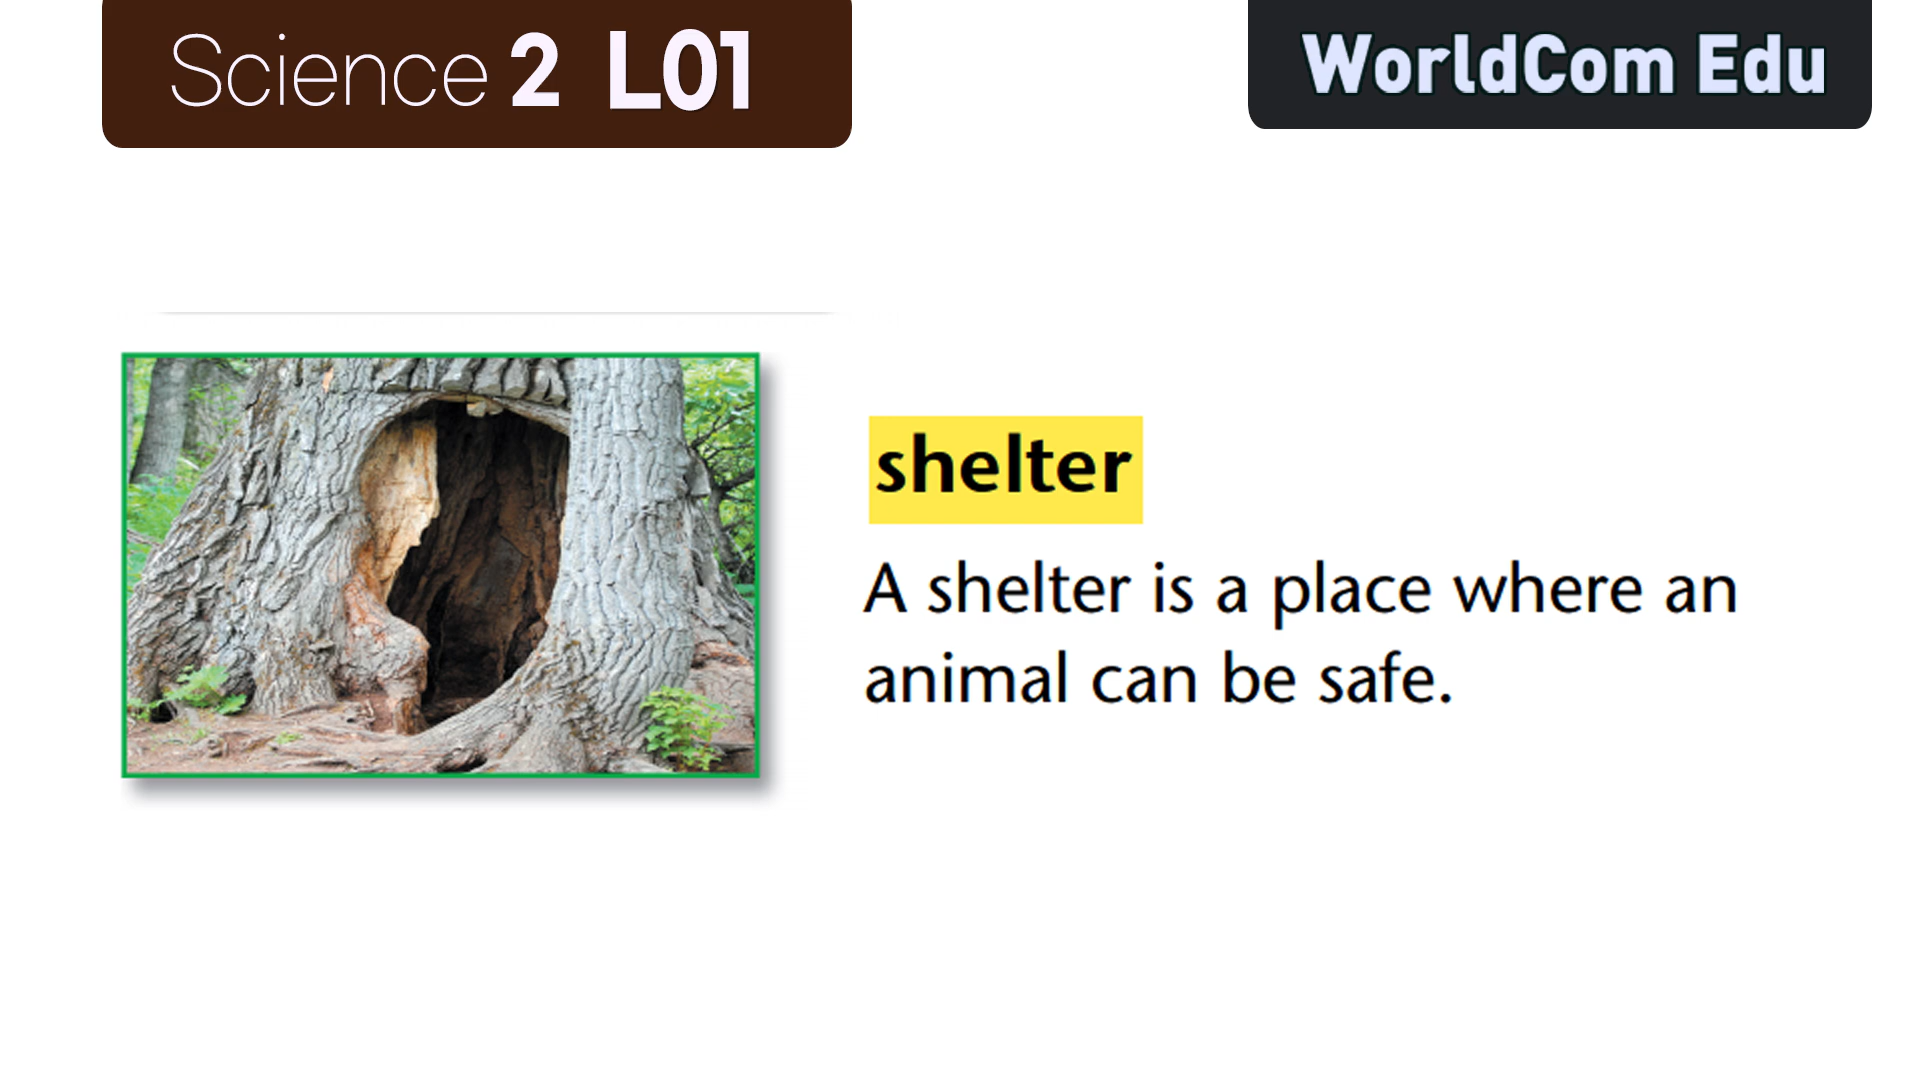 Science 2 L01
WorldCom Edu
shelter
A shelter is a place where an
animal can be safe.